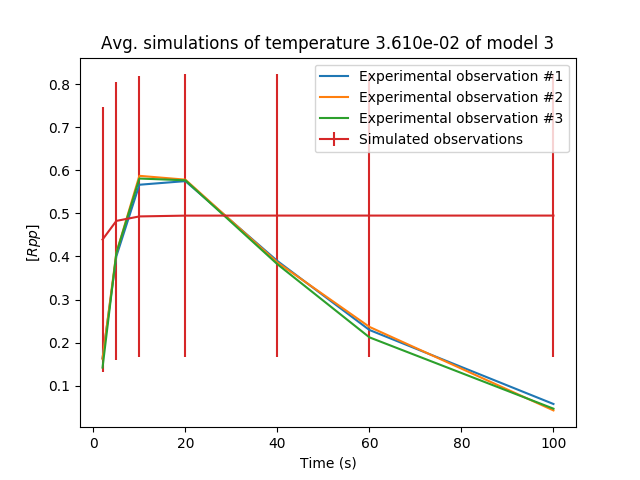 Avg. simulations of temperature 3.610e-02 of model 3
Experimental observation #1
Experimental observation #2
Experimental observation #3
Simulated observations
[Rpp]
0.8
0.7
0.6
0.5
0.4
0.3
0.2
0.1
0 20 40 60 80 100
Time (s)